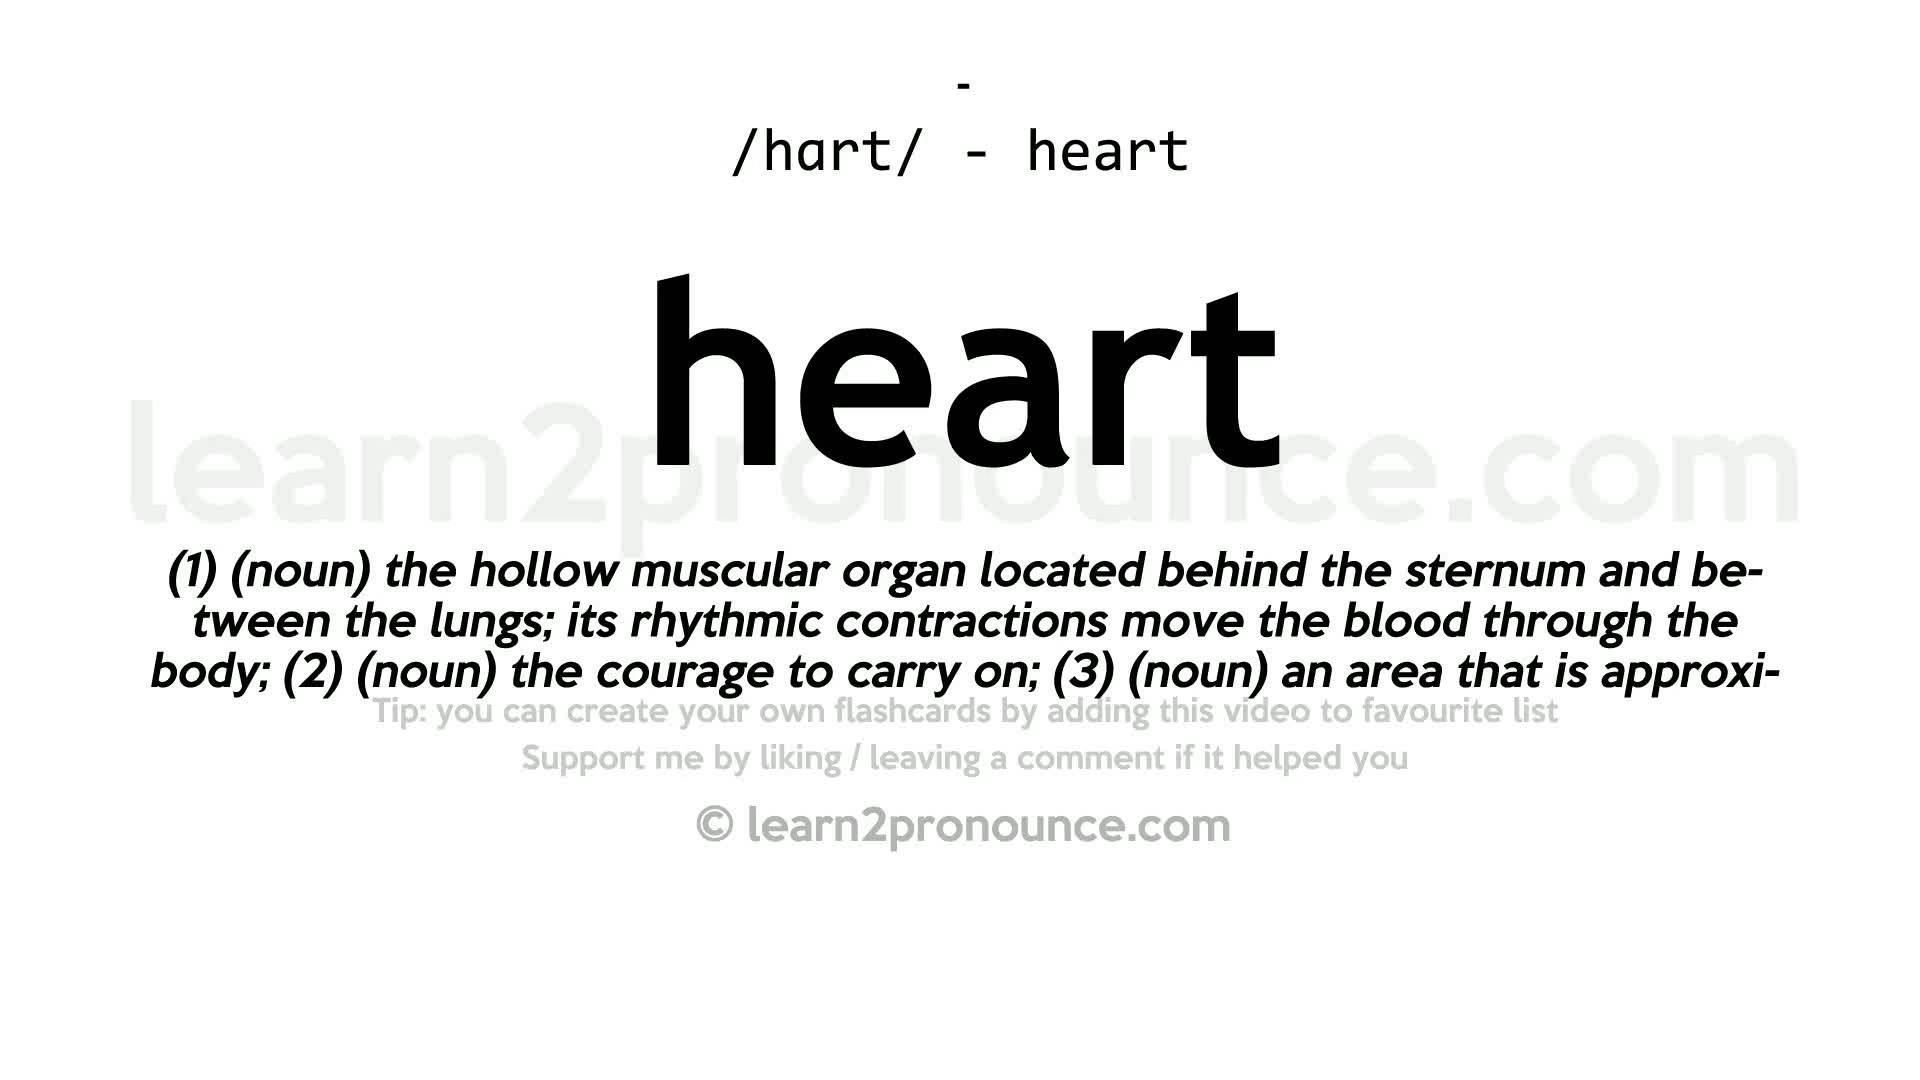 -
/hɑrt/ - heart
heart
learn2pronounce.com
(1) (noun) the hollow muscular organ located behind the sternum and be-
tween the lungs; its rhythmic contractions move the blood through the
body; (2) (noun) the courage to carry on; (3) (noun) an area that is approxi-
Tip: you can create your own flashcards by adding this video to favourite list
Support me by liking / leaving a comment if it helped you
© learn2pronounce.com